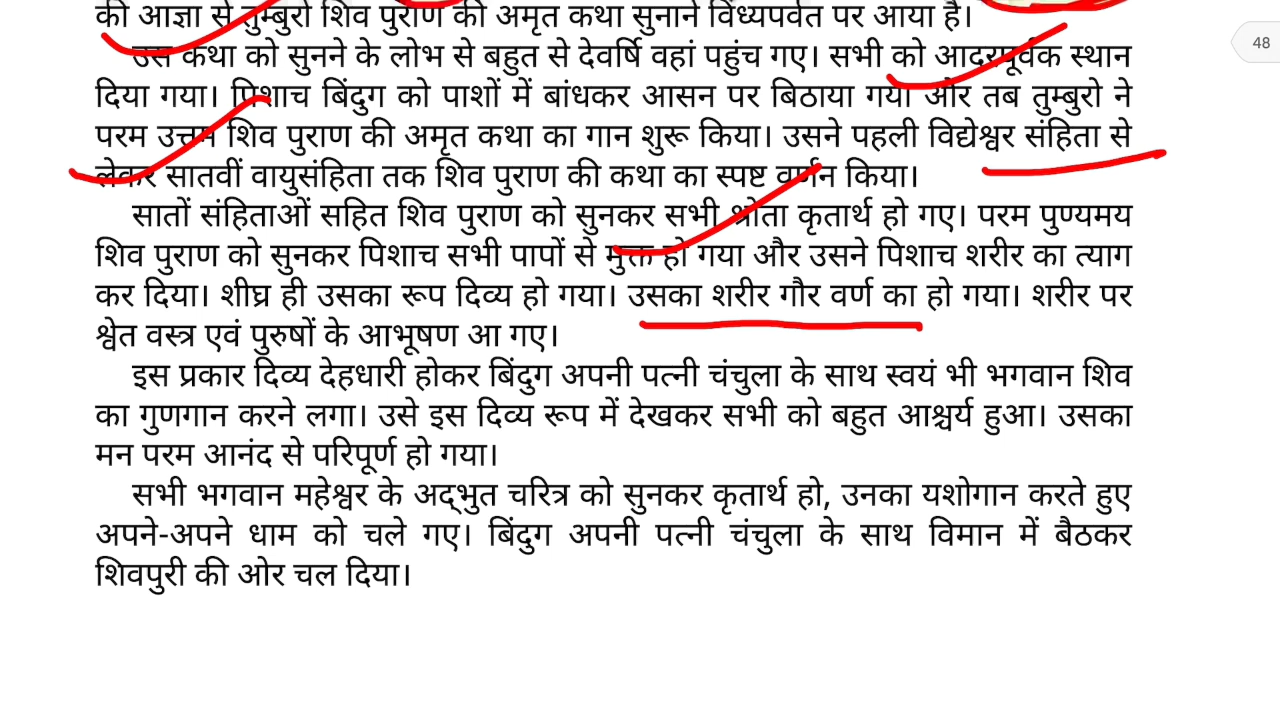 की आज्ञा से तुम्बुरो शिव पुराण की अमृत कथा सुनाने विंध्यपर्वत पर आया है।
उस कथा को सुनने के लोभ से बहुत से देवर्षि वहां पहुंच गए। सभी को आदरपूर्वक स्थान
दिया गया। पिशाच बिंदुग को पाशों में बांधकर आसन पर बिठाया गया और तब तुम्बुरो ने
परम उत्तम शिव पुराण की अमृत कथा का गान शुरू किया। उसने पहली विद्येश्वर संहिता से
लेकर सातवीं वायुसंहिता तक शिव पुराण की कथा का स्पष्ट वर्णन किया।
सातों संहिताओं सहित शिव पुराण को सुनकर सभी श्रोता कृतार्थ हो गए। परम पुण्यमय
शिव पुराण को सुनकर पिशाच सभी पापों से मुक्त हो गया और उसने पिशाच शरीर का त्याग
कर दिया। शीघ्र ही उसका रूप दिव्य हो गया। उसका शरीर गौर वर्ण का हो गया। शरीर पर
श्वेत वस्त्र एवं पुरुषों के आभूषण आ गए।
इस प्रकार दिव्य देहधारी होकर बिंदुग अपनी पत्नी चंचुला के साथ स्वयं भी भगवान शिव
का गुणगान करने लगा। उसे इस दिव्य रूप में देखकर सभी को बहुत आश्चर्य हुआ। उसका
मन परम आनंद से परिपूर्ण हो गया।
सभी भगवान महेश्वर के अद्‌भुत चरित्र को सुनकर कृतार्थ हो, उनका यशोगान करते हुए
अपने-अपने धाम को चले गए। बिंदुग अपनी पत्नी चंचुला के साथ विमान में बैठकर
शिवपुरी की ओर चल दिया।
48